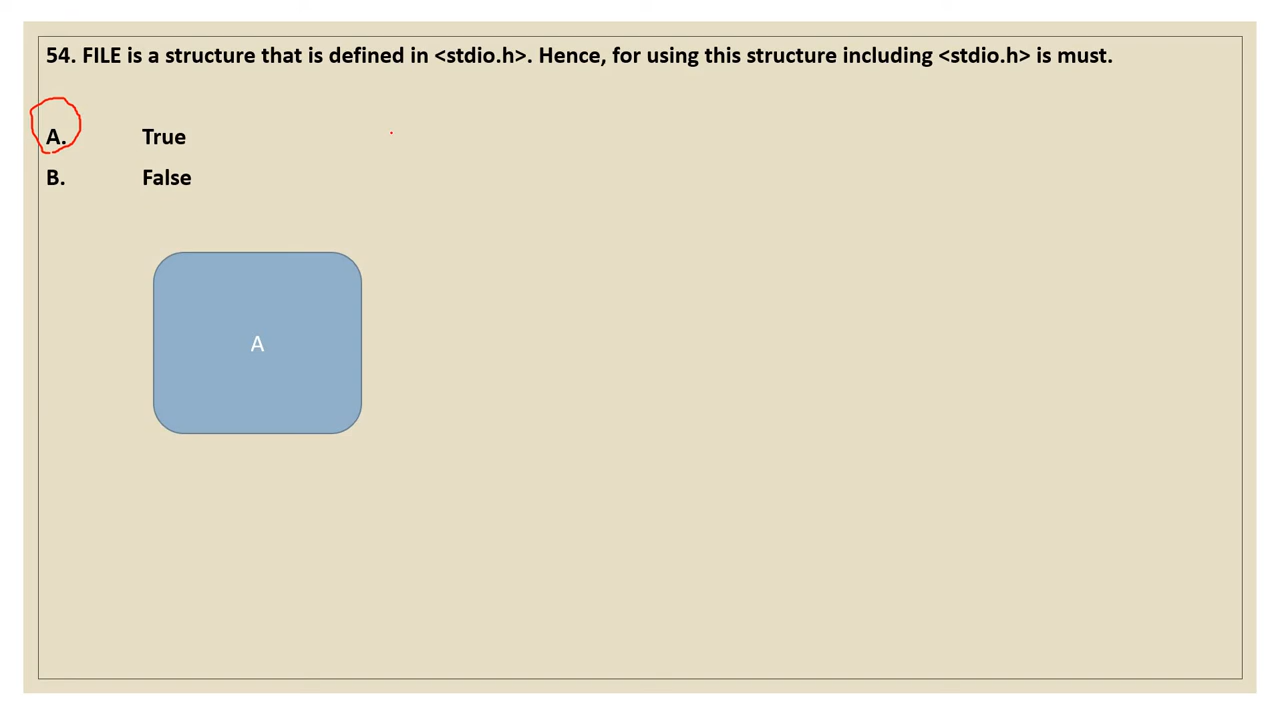 54. FILE is a structure that is defined in <stdio.h>. Hence, for using this structure including <stdio.h> is must.
A. True
B. False
A